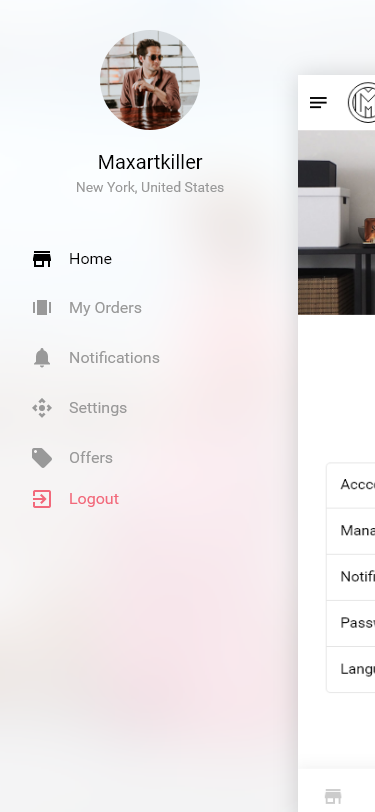 Maxartkiller
New York, United States
Home
My Orders
Notifications
Settings
Offers
Logout